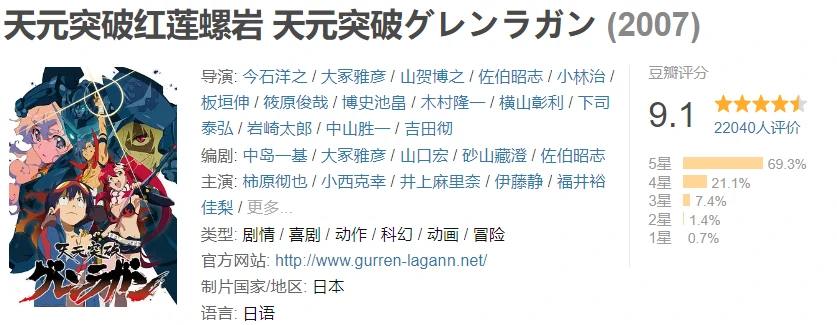 天元突破红莲螺岩 天元突破グレンラガン (2007)
导演: 今石洋之 / 大冢雅彦 / 山贺博之 / 佐伯昭志 / 小林治 /
板垣伸 / 筱原俊哉 / 博史池畠 / 木村隆一 / 横山彰利 / 下司
泰弘 / 岩崎太郎 / 中山胜一 / 吉田彻
编剧: 中岛一基 / 大冢雅彦 / 山口宏 / 砂山藏澄 / 佐伯昭志
主演: 柿原彻也 / 小西克幸 / 井上麻里奈 / 伊藤静 / 福井裕
佳梨 / 更多...
类型: 剧情 / 喜剧 / 动作 / 科幻 / 动画 / 冒险
官方网站: http://www.gurren-lagann.net/
制片国家/地区: 日本
语言: 日语
豆瓣评分
9.1
22040人评价
5星 69.3%
4星 21.1%
3星 7.4%
2星 1.4%
1星 0.7%
天元突破
グレンラガン